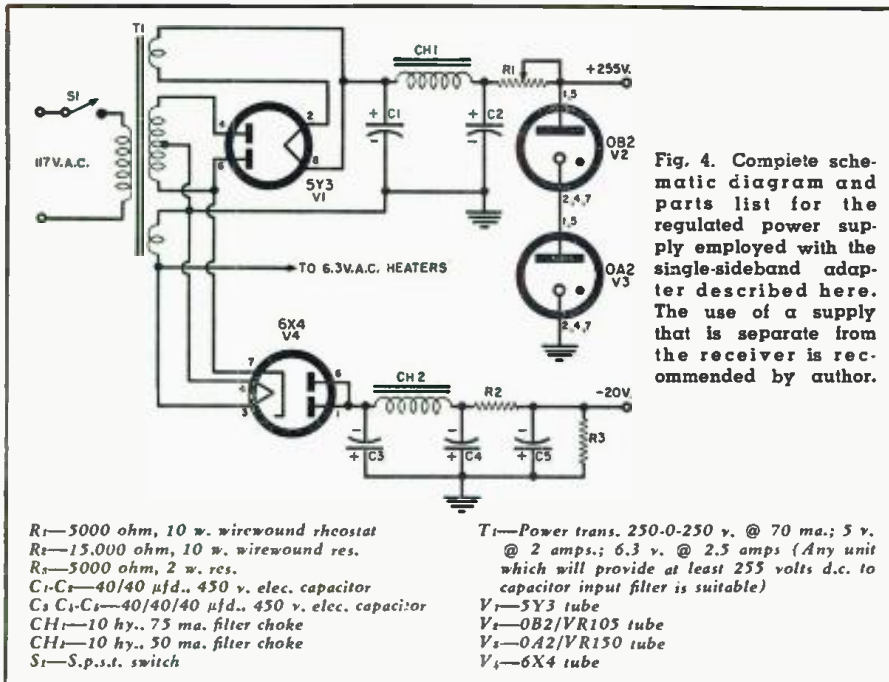 T1
S1
117 V. A.C.
4
6
2
8
5Y3
V1
CH1
+
C1
-
+
C2
-
R1
+255V.
1,5
OB2
V2
2,4,7
1,5
OA2
V3
2,4,7
TO 6.3V.A.C. HEATERS
6X4
V4
7
4
3
6
1
CH 2
R2
-20V.
-
+
C3
-
+
C4
-
+
C5
R3
Fig. 4. Complete sche-
matic diagram and
parts list for the
regulated power sup-
ply employed with the
single-sideband adap-
ter described here.
The use of a supply
that is separate from
the receiver is rec-
ommended by author.
R1—5000 ohm, 10 w. wirewound rheostat
R2—15,000 ohm, 10 w. wirewound res.
R3—5000 ohm, 2 w. res.
C1-C2—40/40 μfd., 450 v. elec. capacitor
C3 C4-C5—40/40/40 μfd., 450 v. elec. capacitor
CH1—10 hy., 75 ma. filter choke
CH2—10 hy., 50 ma. filter choke
S1—S.p.s.t. switch
T1—Power trans. 250-0-250 v. @ 70 ma.; 5 v.
@ 2 amps.; 6.3 v. @ 2.5 amps (Any unit
which will provide at least 255 volts d.c. to
capacitor input filter is suitable)
V1—5Y3 tube
V2—0B2/VR105 tube
V3—0A2/VR150 tube
V4—6X4 tube